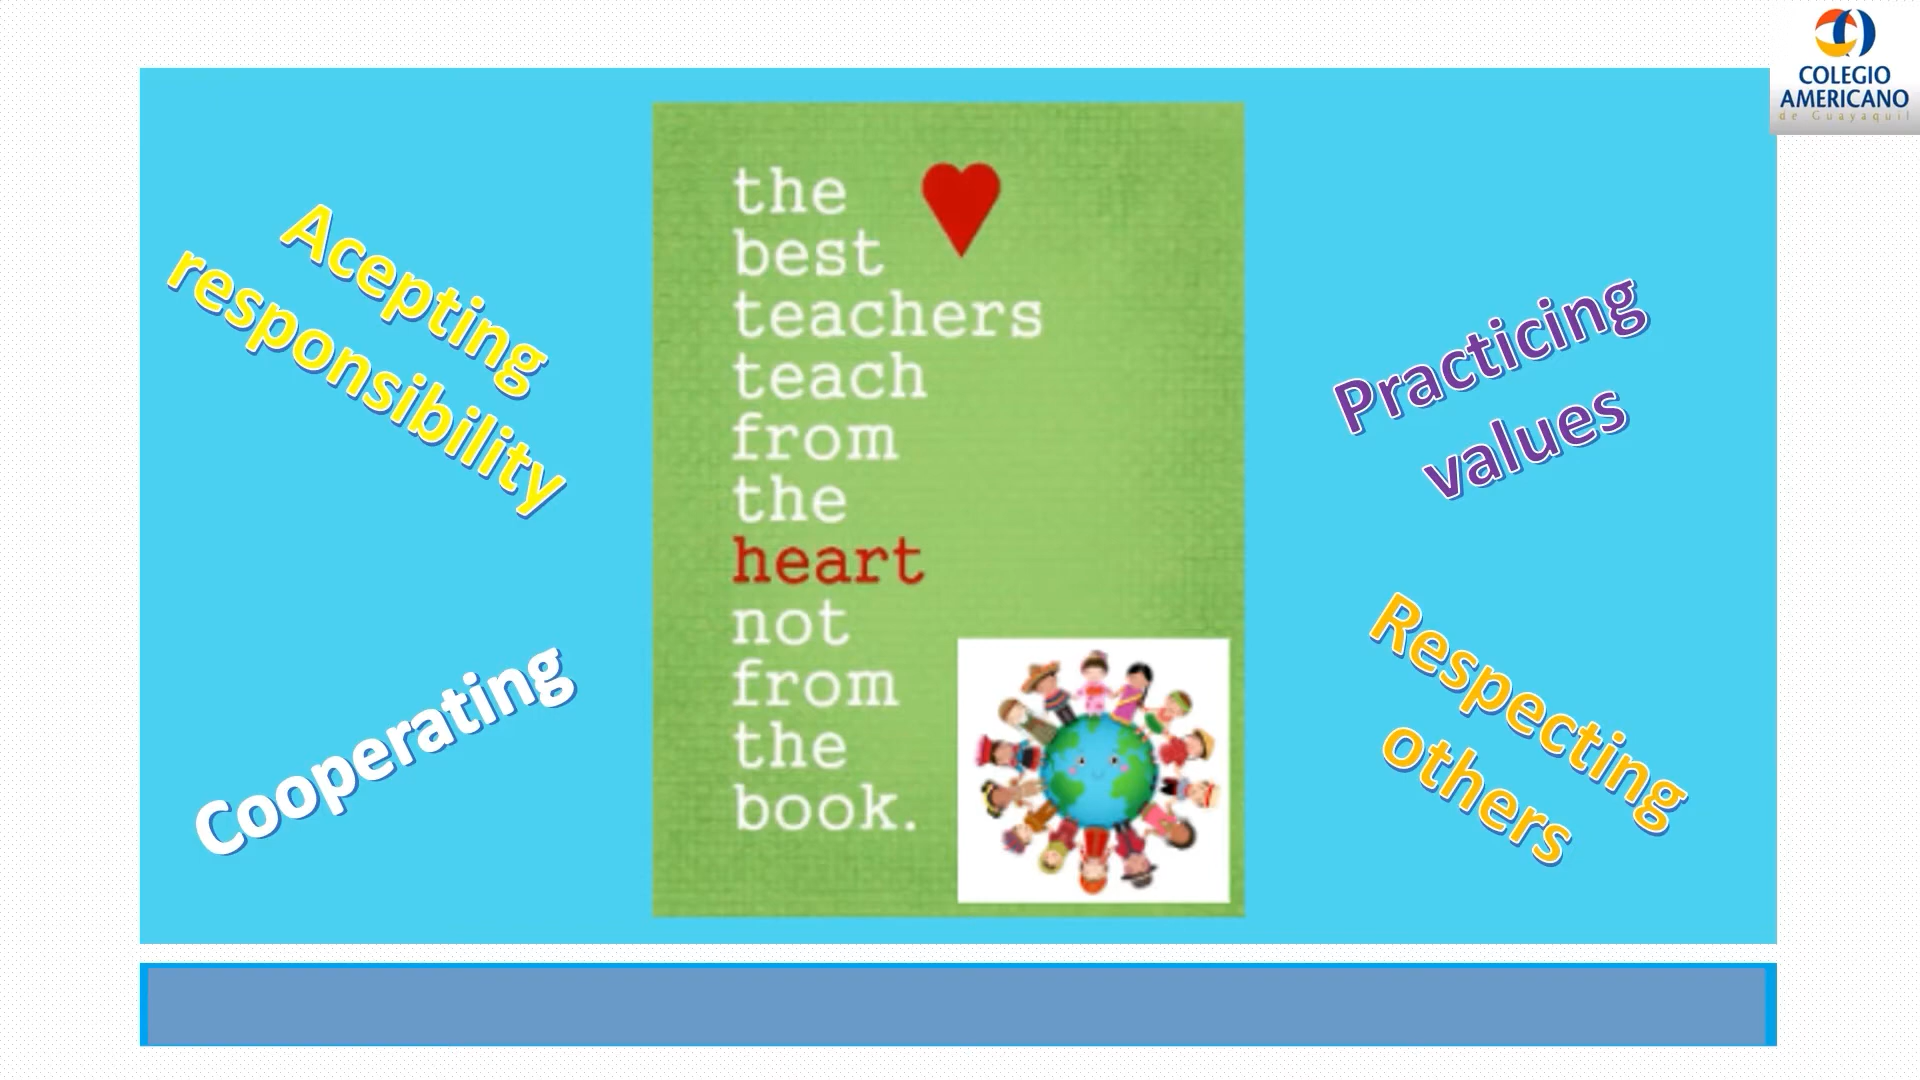 COLEGIO
AMERICANO
de Guayaquil
Acepting
responsibility
Cooperating
the
best
teachers
teach
from
the
heart
not
from
the
book.
Practicing
values
Respecting
others